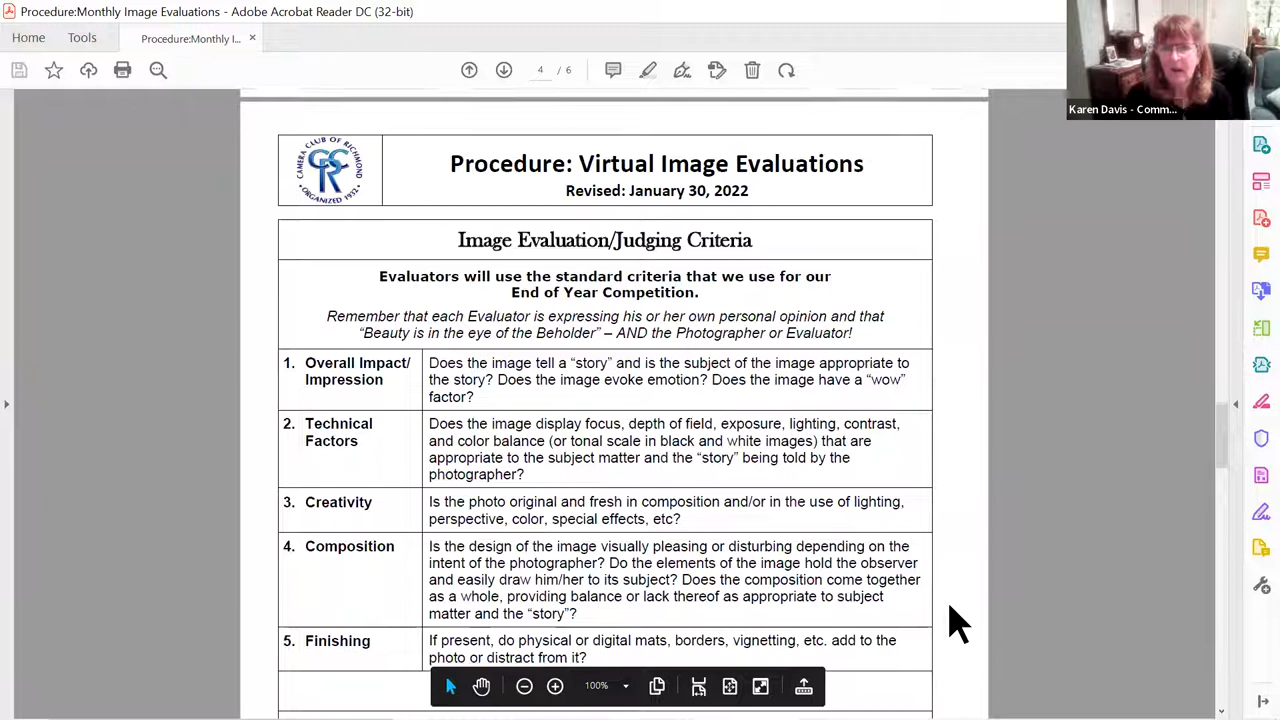 Procedure:Monthly Image Evaluations - Adobe Acrobat Reader DC (32-bit)
Home
Tools
Procedure:Monthly I...
4 / 6
Karen Davis - Comm...
CAMERA CLUB OF RICHMOND
CCR
ORGANIZED 1932
Procedure: Virtual Image Evaluations
Revised: January 30, 2022
Image Evaluation/Judging Criteria
Evaluators will use the standard criteria that we use for our
End of Year Competition.
Remember that each Evaluator is expressing his or her own personal opinion and that
“Beauty is in the eye of the Beholder” – AND the Photographer or Evaluator!
1. Overall Impact/
Impression
Does the image tell a “story” and is the subject of the image appropriate to
the story? Does the image evoke emotion? Does the image have a “wow”
factor?
2. Technical
Factors
Does the image display focus, depth of field, exposure, lighting, contrast,
and color balance (or tonal scale in black and white images) that are
appropriate to the subject matter and the “story” being told by the
photographer?
3. Creativity
Is the photo original and fresh in composition and/or in the use of lighting,
perspective, color, special effects, etc?
4. Composition
Is the design of the image visually pleasing or disturbing depending on the
intent of the photographer? Do the elements of the image hold the observer
and easily draw him/her to its subject? Does the composition come together
as a whole, providing balance or lack thereof as appropriate to subject
matter and the “story”?
5. Finishing
If present, do physical or digital mats, borders, vignetting, etc. add to the
photo or distract from it?
100%